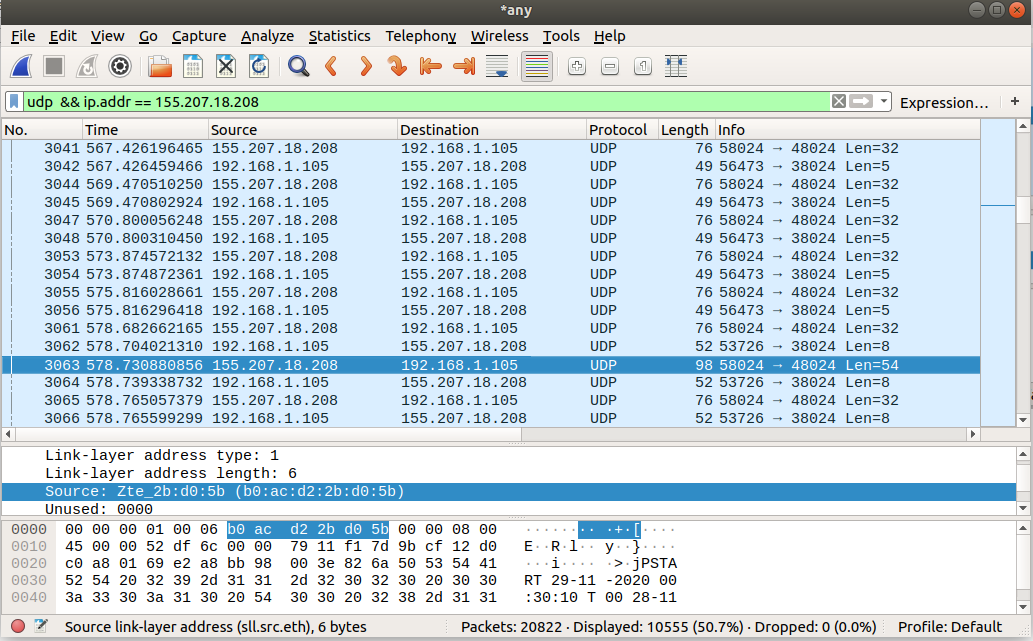 *any
File Edit View Go Capture Analyze Statistics Telephony Wireless Tools Help
udp && ip.addr == 155.207.18.208 Expression… +
No. Time Source Destination Protocol Length Info
3041 567.426196465 155.207.18.208 192.168.1.105 UDP 76 58024 → 48024 Len=32
3042 567.426459466 192.168.1.105 155.207.18.208 UDP 49 56473 → 38024 Len=5
3044 569.470510250 155.207.18.208 192.168.1.105 UDP 76 58024 → 48024 Len=32
3045 569.470802924 192.168.1.105 155.207.18.208 UDP 49 56473 → 38024 Len=5
3047 570.800056248 155.207.18.208 192.168.1.105 UDP 76 58024 → 48024 Len=32
3048 570.800310450 192.168.1.105 155.207.18.208 UDP 49 56473 → 38024 Len=5
3053 573.874572132 155.207.18.208 192.168.1.105 UDP 76 58024 → 48024 Len=32
3054 573.874872361 192.168.1.105 155.207.18.208 UDP 49 56473 → 38024 Len=5
3055 575.816028661 155.207.18.208 192.168.1.105 UDP 76 58024 → 48024 Len=32
3056 575.816296418 192.168.1.105 155.207.18.208 UDP 49 56473 → 38024 Len=5
3061 578.682662165 155.207.18.208 192.168.1.105 UDP 76 58024 → 48024 Len=32
3062 578.704021310 192.168.1.105 155.207.18.208 UDP 52 53726 → 38024 Len=8
3063 578.730880856 155.207.18.208 192.168.1.105 UDP 98 58024 → 48024 Len=54
3064 578.739338732 192.168.1.105 155.207.18.208 UDP 52 53726 → 38024 Len=8
3065 578.765057379 155.207.18.208 192.168.1.105 UDP 76 58024 → 48024 Len=32
3066 578.765599299 192.168.1.105 155.207.18.208 UDP 52 53726 → 38024 Len=8
Link-layer address type: 1
Link-layer address length: 6
Source: Zte_2b:d0:5b (b0:ac:d2:2b:d0:5b)
Unused: 0000
0000 00 00 00 01 00 06 b0 ac d2 2b d0 5b 00 00 08 00 ········ ·+·[····
0010 45 00 00 52 df 6c 00 00 79 11 f1 7d 9b cf 12 d0 E··R·l·· y··}····
0020 c0 a8 01 69 e2 a8 bb 98 00 3e 82 6a 50 53 54 41 ···i···· ·>·jPSTA
0030 52 54 20 32 39 2d 31 31 2d 32 30 32 30 20 30 30 RT 29-11 -2020 00
0040 3a 33 30 3a 31 30 20 54 30 30 20 32 38 2d 31 31 :30:10 T 00 28-11
Source link-layer address (sll.src.eth), 6 bytes Packets: 20822 · Displayed: 10555 (50.7%) · Dropped: 0 (0.0%) Profile: Default